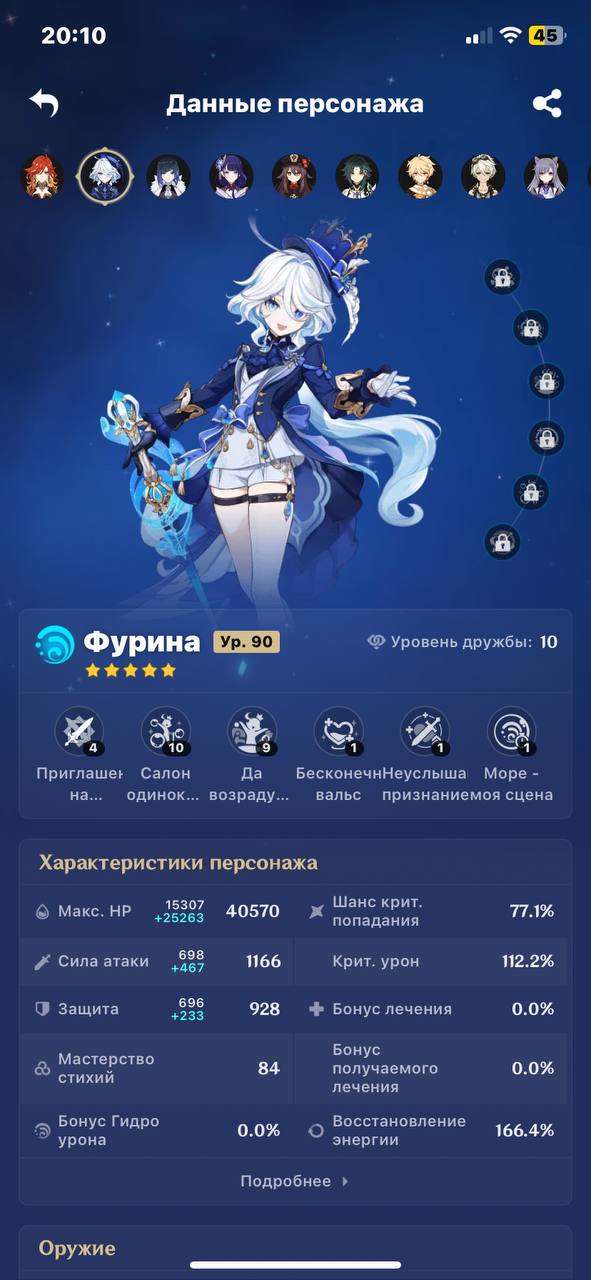 20:10
45
Данные персонажа
Фурина
Ур. 90
Уровень дружбы: 10
4
10
9
1
1
1
Приглашен
на...
Салон
одинок...
Да
возраду...
Бесконечн
вальс
Неуслыша
признание
Море -
моя сцена
Характеристики персонажа
Макс. HP
15307
+25263
40570
Шанс крит.
попадания
77.1%
Сила атаки
698
+467
1166
Крит. урон
112.2%
Защита
696
+233
928
Бонус лечения
0.0%
Мастерство
стихий
84
Бонус
получаемого
лечения
0.0%
Бонус Гидро
урона
0.0%
Восстановление
энергии
166.4%
Подробнее
Оружие